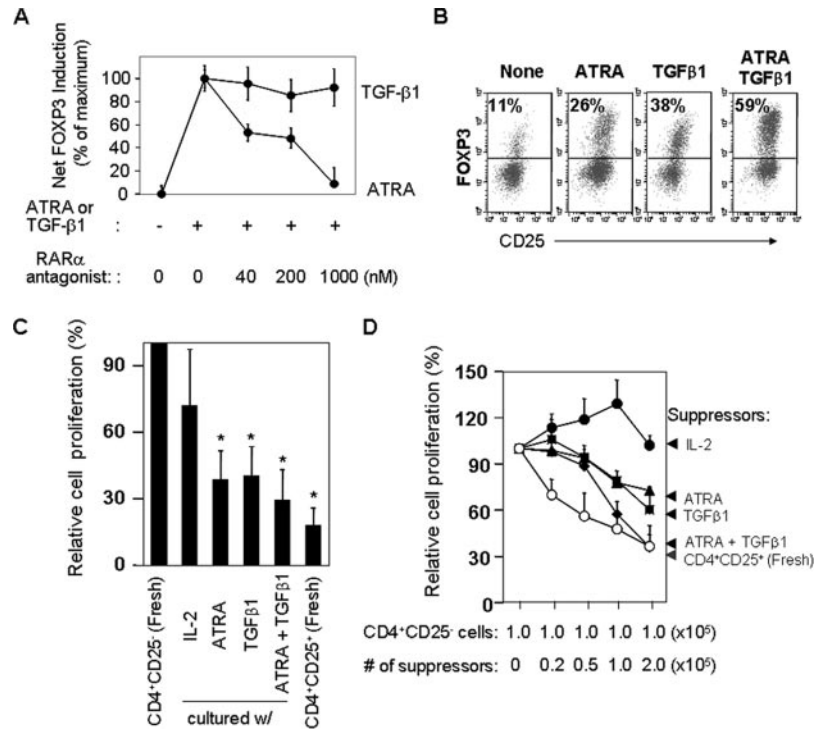 A
Net FOXP3 Induction
(% of maximum)
100
80
60
40
20
0
TGF-β1
ATRA
ATRA or
TGF-β1 : - + + + +
RARα
antagonist: : 0 0 40 200 1000 (nM)
B
None ATRA TGFβ1 ATRA
TGFβ1
11% 26% 38% 59%
FOXP3
CD25
C
Relative cell proliferation (%)
90
60
30
0
* * * *
CD4⁺CD25⁻ (Fresh)
IL-2
ATRA
TGFβ1
ATRA + TGFβ1
CD4⁺CD25⁺ (Fresh)
cultured w/
D
Relative cell proliferation (%)
150
120
90
60
30
0
Suppressors:
IL-2
ATRA
TGFβ1
ATRA + TGFβ1
CD4⁺CD25⁺ (Fresh)
CD4⁺CD25⁻ cells: 1.0 1.0 1.0 1.0 1.0 (x10⁵)
# of suppressors: 0 0.2 0.5 1.0 2.0 (x10⁵)